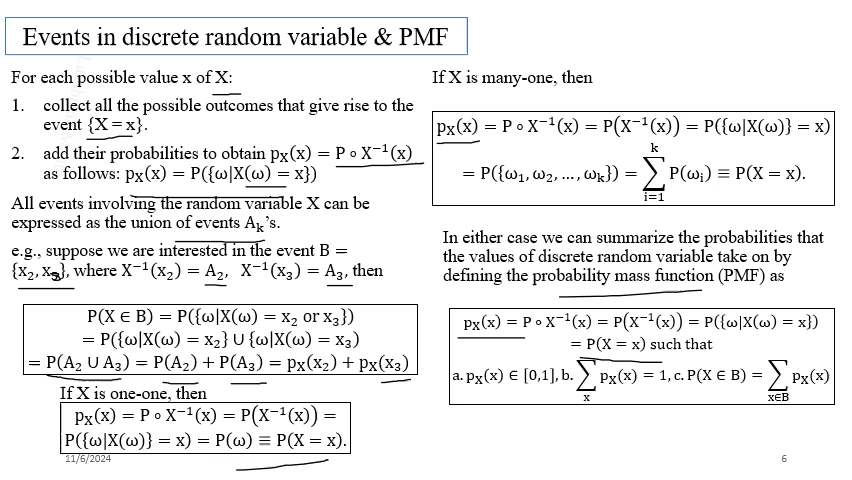 Events in discrete random variable & PMF
For each possible value x of X:
1. collect all the possible outcomes that give rise to the
event {X = x}.
2. add their probabilities to obtain pX(x) = P ∘ X⁻¹(x)
as follows: pX(x) = P({ω|X(ω) = x})
All events involving the random variable X can be
expressed as the union of events Ak's.
e.g., suppose we are interested in the event B =
{x₂, x₃}, where X⁻¹(x₂) = A₂, X⁻¹(x₃) = A₃, then
P(X ∈ B) = P({ω|X(ω) = x₂ or x₃})
= P({ω|X(ω) = x₂} ∪ {ω|X(ω) = x₃)
= P(A₂ ∪ A₃) = P(A₂) + P(A₃) = pX(x₂) + pX(x₃)
If X is one-one, then
pX(x) = P ∘ X⁻¹(x) = P(X⁻¹(x)) =
P({ω|X(ω)} = x) = P(ω) ≡ P(X = x).
11/6/2024
If X is many-one, then
pX(x) = P ∘ X⁻¹(x) = P(X⁻¹(x)) = P({ω|X(ω)} = x)
= P({ω₁, ω₂, …, ωk}) = ∑_{i=1}^{k} P(ωi) ≡ P(X = x).
In either case we can summarize the probabilities that
the values of discrete random variable take on by
defining the probability mass function (PMF) as
pX(x) = P ∘ X⁻¹(x) = P(X⁻¹(x)) = P({ω|X(ω) = x})
= P(X = x) such that
a. pX(x) ∈ [0,1], b. ∑_{x} pX(x) = 1, c. P(X ∈ B) = ∑_{x∈B} pX(x)
6